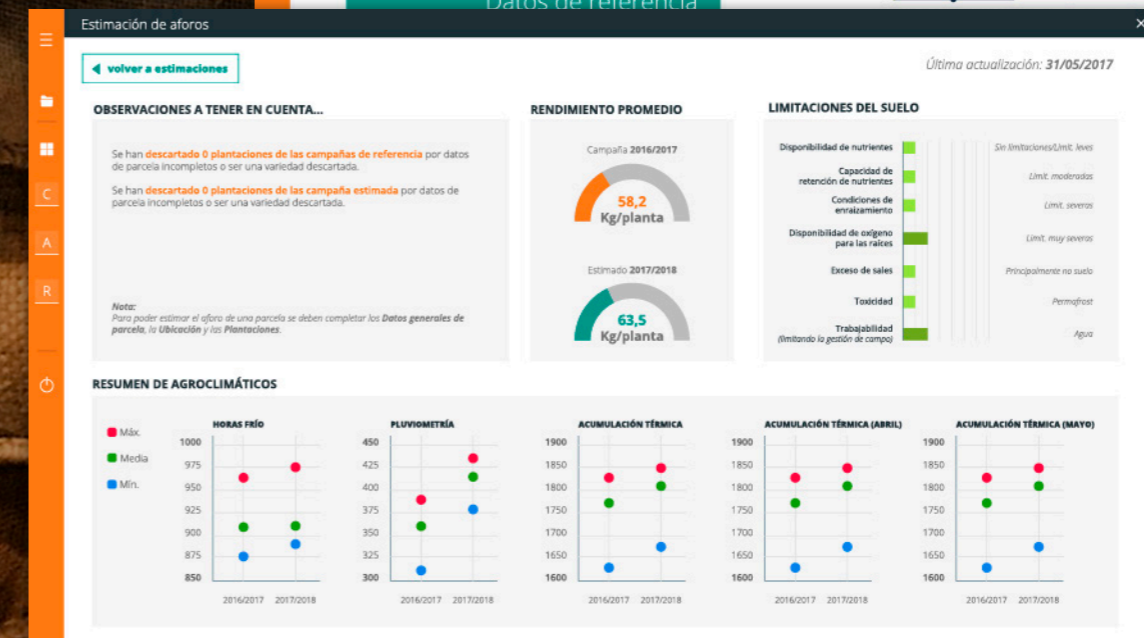 Datos de referencia
Estimación de aforos
×
volver a estimaciones
Última actualización: 31/05/2017
OBSERVACIONES A TENER EN CUENTA...
Se han descartado 0 plantaciones de las campañas de referencia por datos
de parcela incompletos o ser una variedad descartada.
Se han descartado 0 plantaciones de las campaña estimada por datos de
parcela incompletos o ser una variedad descartada.
Nota:
Para poder estimar el aforo de una parcela se deben completar los Datos generales de
parcela, la Ubicación y las Plantaciones.
RENDIMIENTO PROMEDIO
Campaña 2016/2017
58,2
Kg/planta
Estimado 2017/2018
63,5
Kg/planta
LIMITACIONES DEL SUELO
Disponibilidad de nutrientes
Capacidad de
retención de nutrientes
Condiciones de
enraizamiento
Disponibilidad de oxígeno
para las raíces
Exceso de sales
Toxicidad
Trabajabilidad
(limitando la gestión de campo)
Sin limitaciones/Límit. leves
Límit. moderadas
Límit. severas
Límit. muy severas
Principalmente no suelo
Permafrost
Agua
C
A
R
RESUMEN DE AGROCLIMÁTICOS
Máx.
Media
Mín.
HORAS FRÍO
1000
975
950
925
900
875
850
2016/2017 2017/2018
PLUVIOMETRÍA
450
425
400
375
350
325
300
2016/2017 2017/2018
ACUMULACIÓN TÉRMICA
1900
1850
1800
1750
1700
1650
1600
2016/2017 2017/2018
ACUMULACIÓN TÉRMICA (ABRIL)
1900
1850
1800
1750
1700
1650
1600
2016/2017 2017/2018
ACUMULACIÓN TÉRMICA (MAYO)
1900
1850
1800
1750
1700
1650
1600
2016/2017 2017/2018